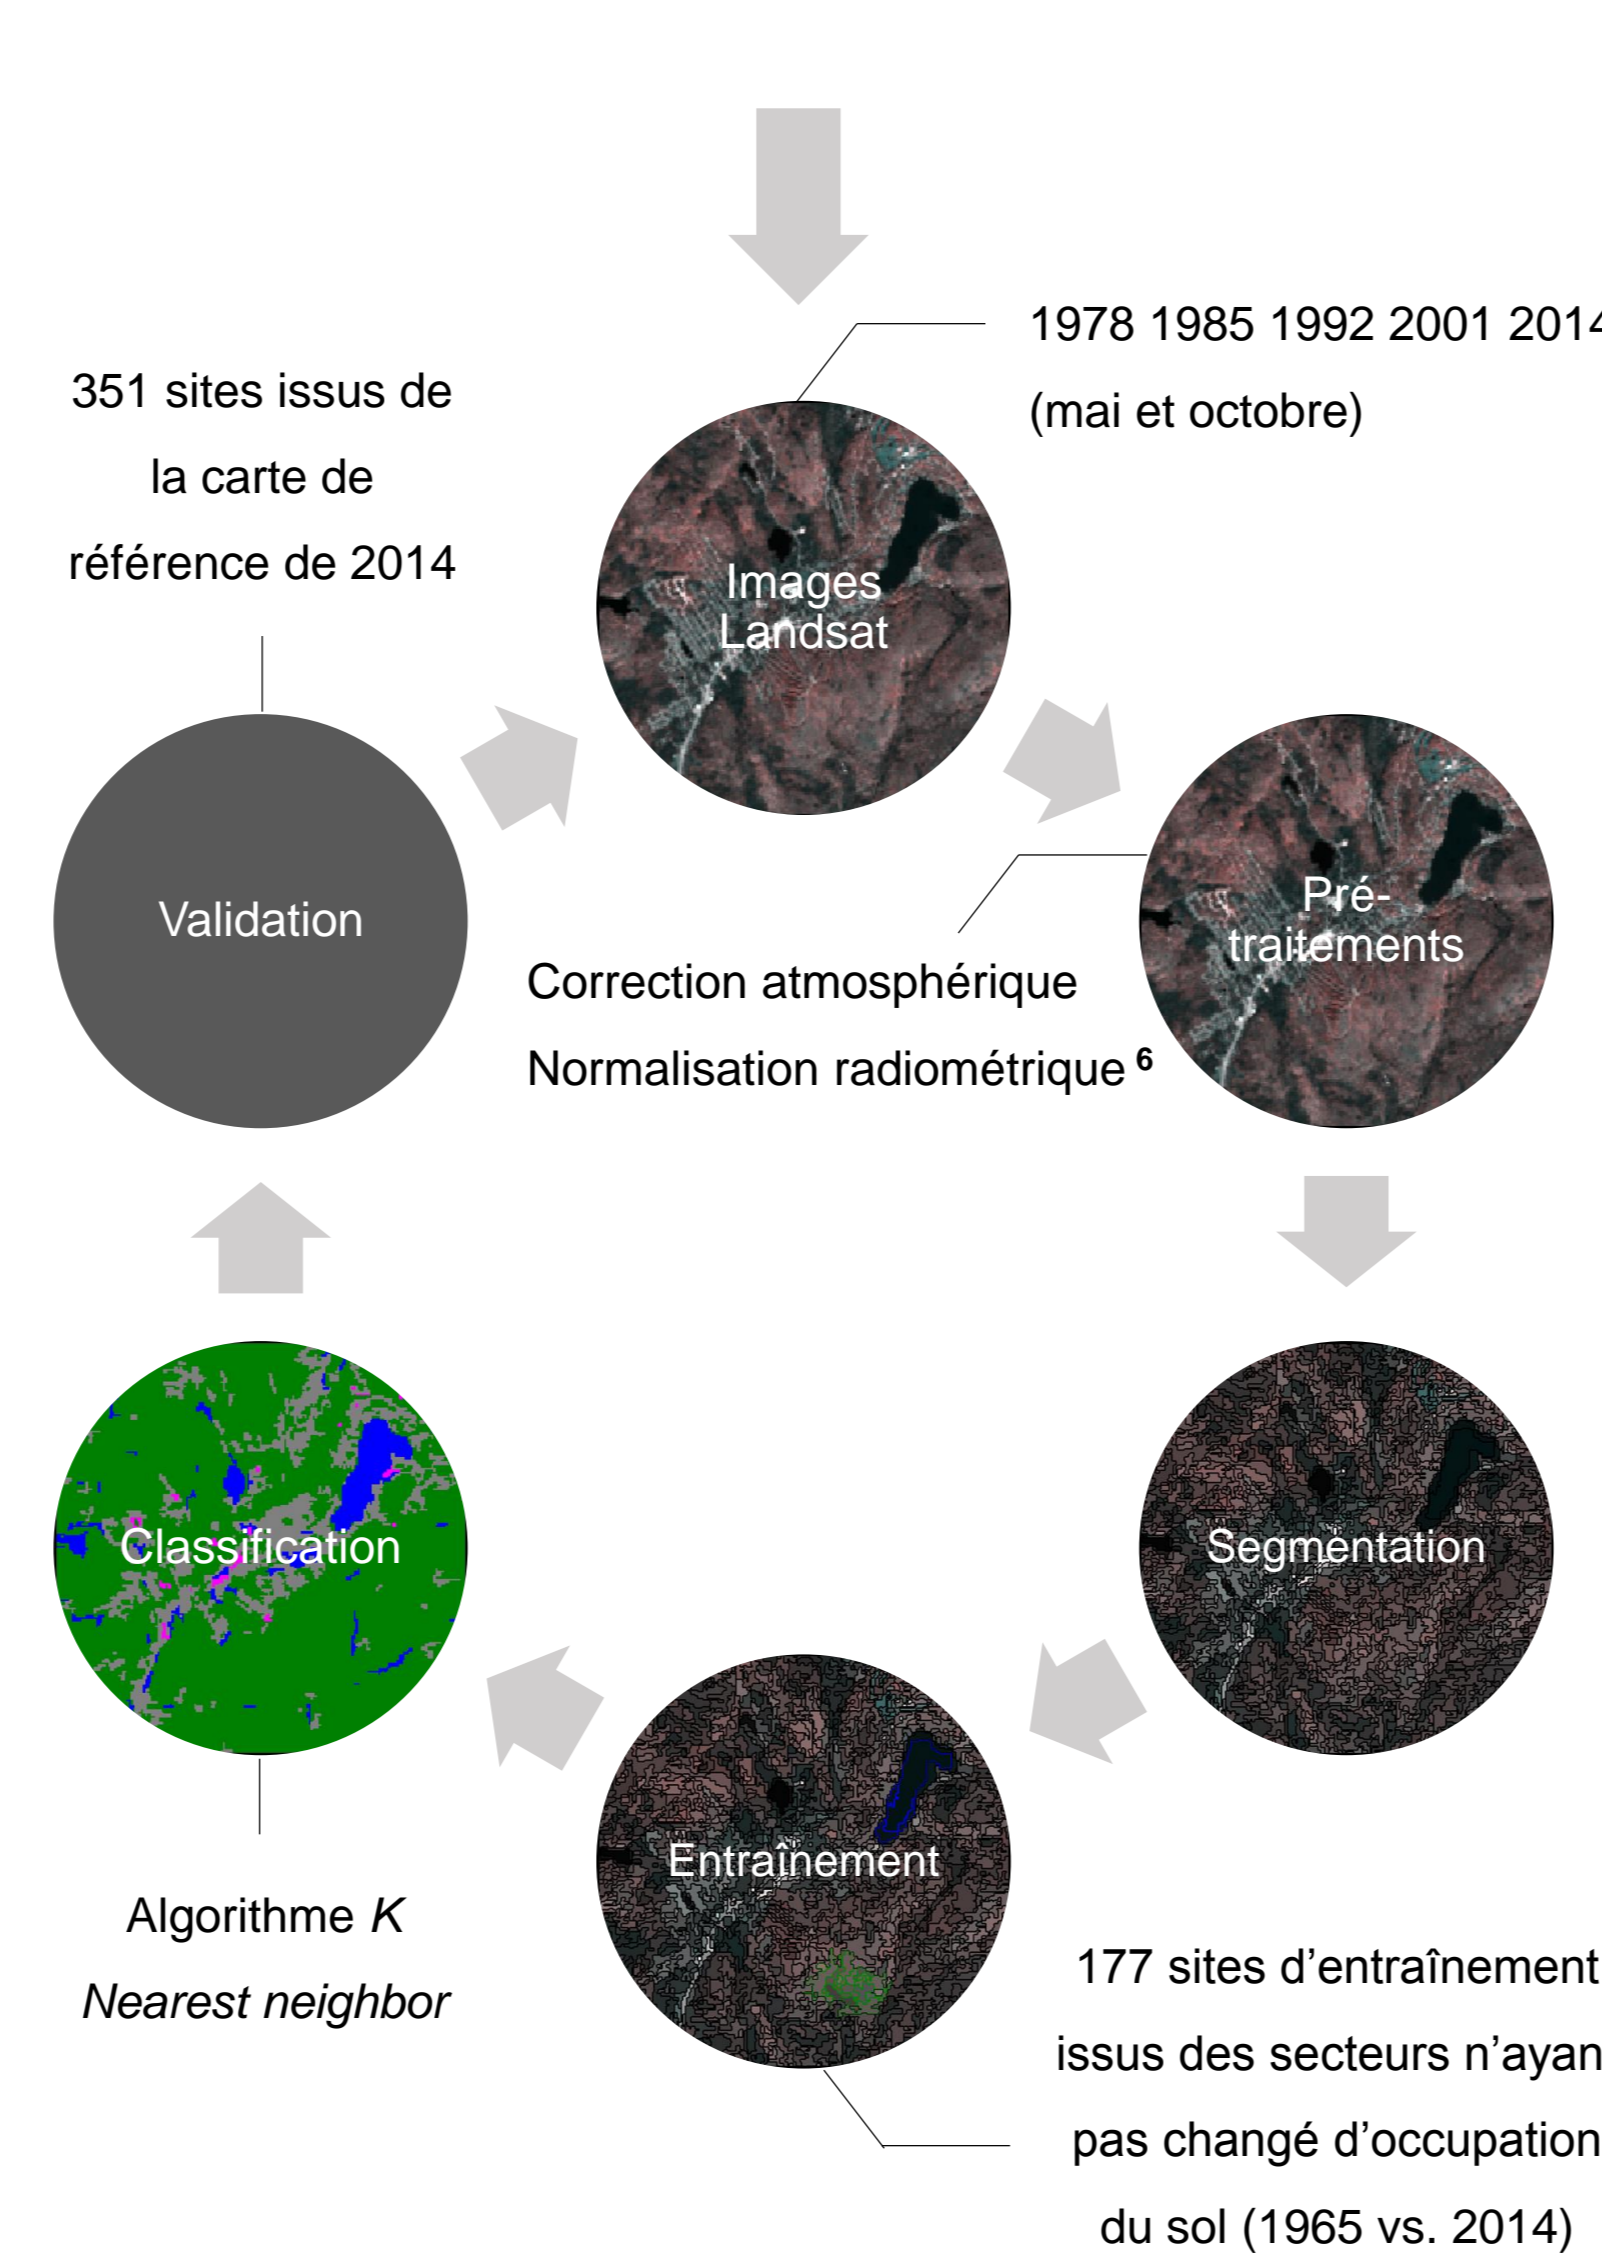 1978 1985 1992 2001 2014
(mai et octobre)
351 sites issus de
la carte de
référence de 2014
Images
Landsat
Validation
Pré-
traitements
Correction atmosphérique
Normalisation radiométrique 6
Classification
Segmentation
Entraînement
Algorithme K
Nearest neighbor
177 sites d’entraînement
issus des secteurs n’ayan
pas changé d’occupation
du sol (1965 vs. 2014)